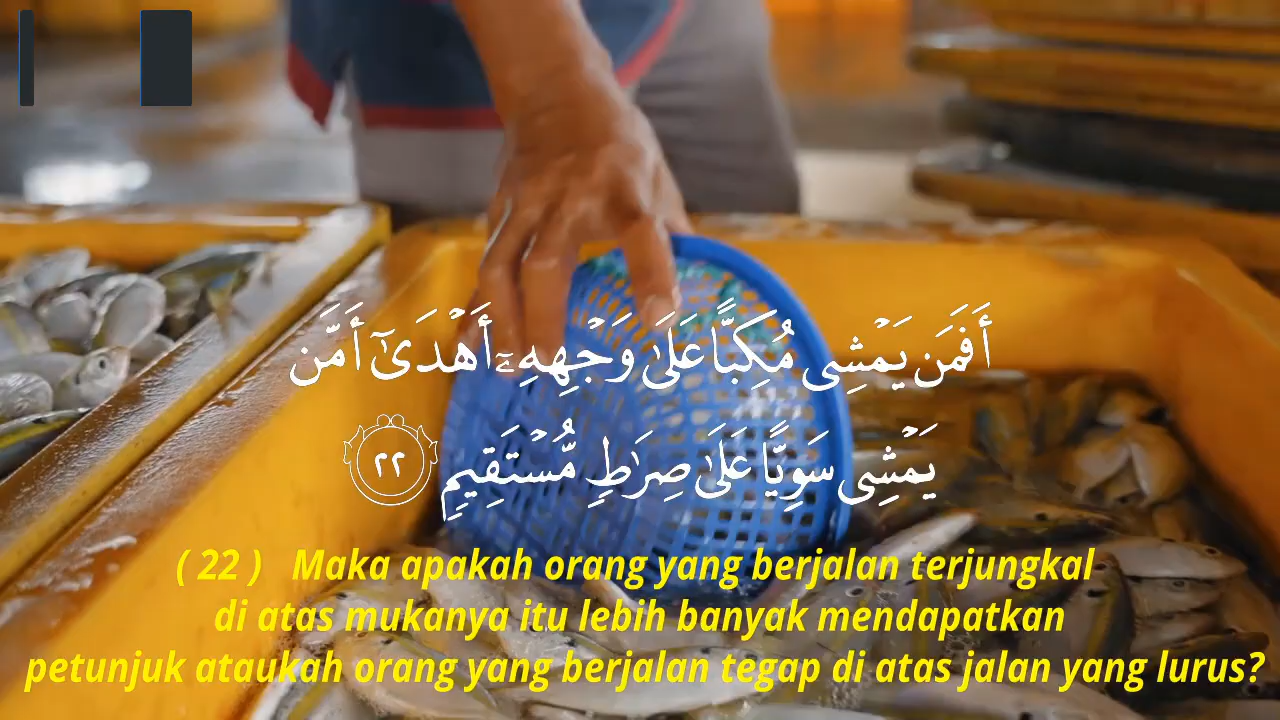 أَفَمَن يَمْشِى مُكِبًّا عَلَىٰ وَجْهِهِۦٓ أَهْدَىٰٓ أَمَّن
يَمْشِى سَوِيًّا عَلَىٰ صِرَٰطٍ مُّسْتَقِيمٍ ٢٢
( 22 ) Maka apakah orang yang berjalan terjungkal
di atas mukanya itu lebih banyak mendapatkan
petunjuk ataukah orang yang berjalan tegap di atas jalan yang lurus?